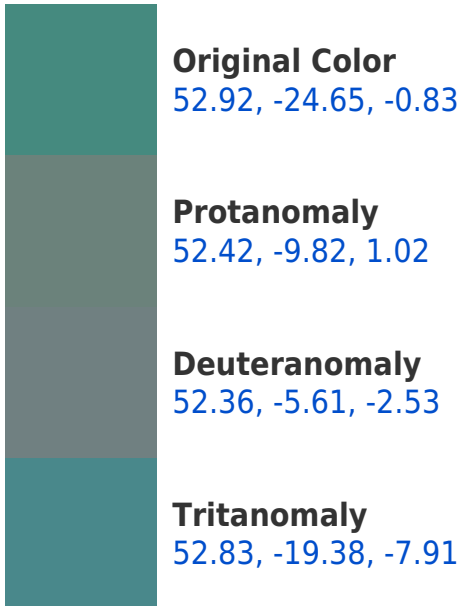 Original Color
52.92, -24.65, -0.83
Protanomaly
52.42, -9.82, 1.02
Deuteranomaly
52.36, -5.61, -2.53
Tritanomaly
52.83, -19.38, -7.91